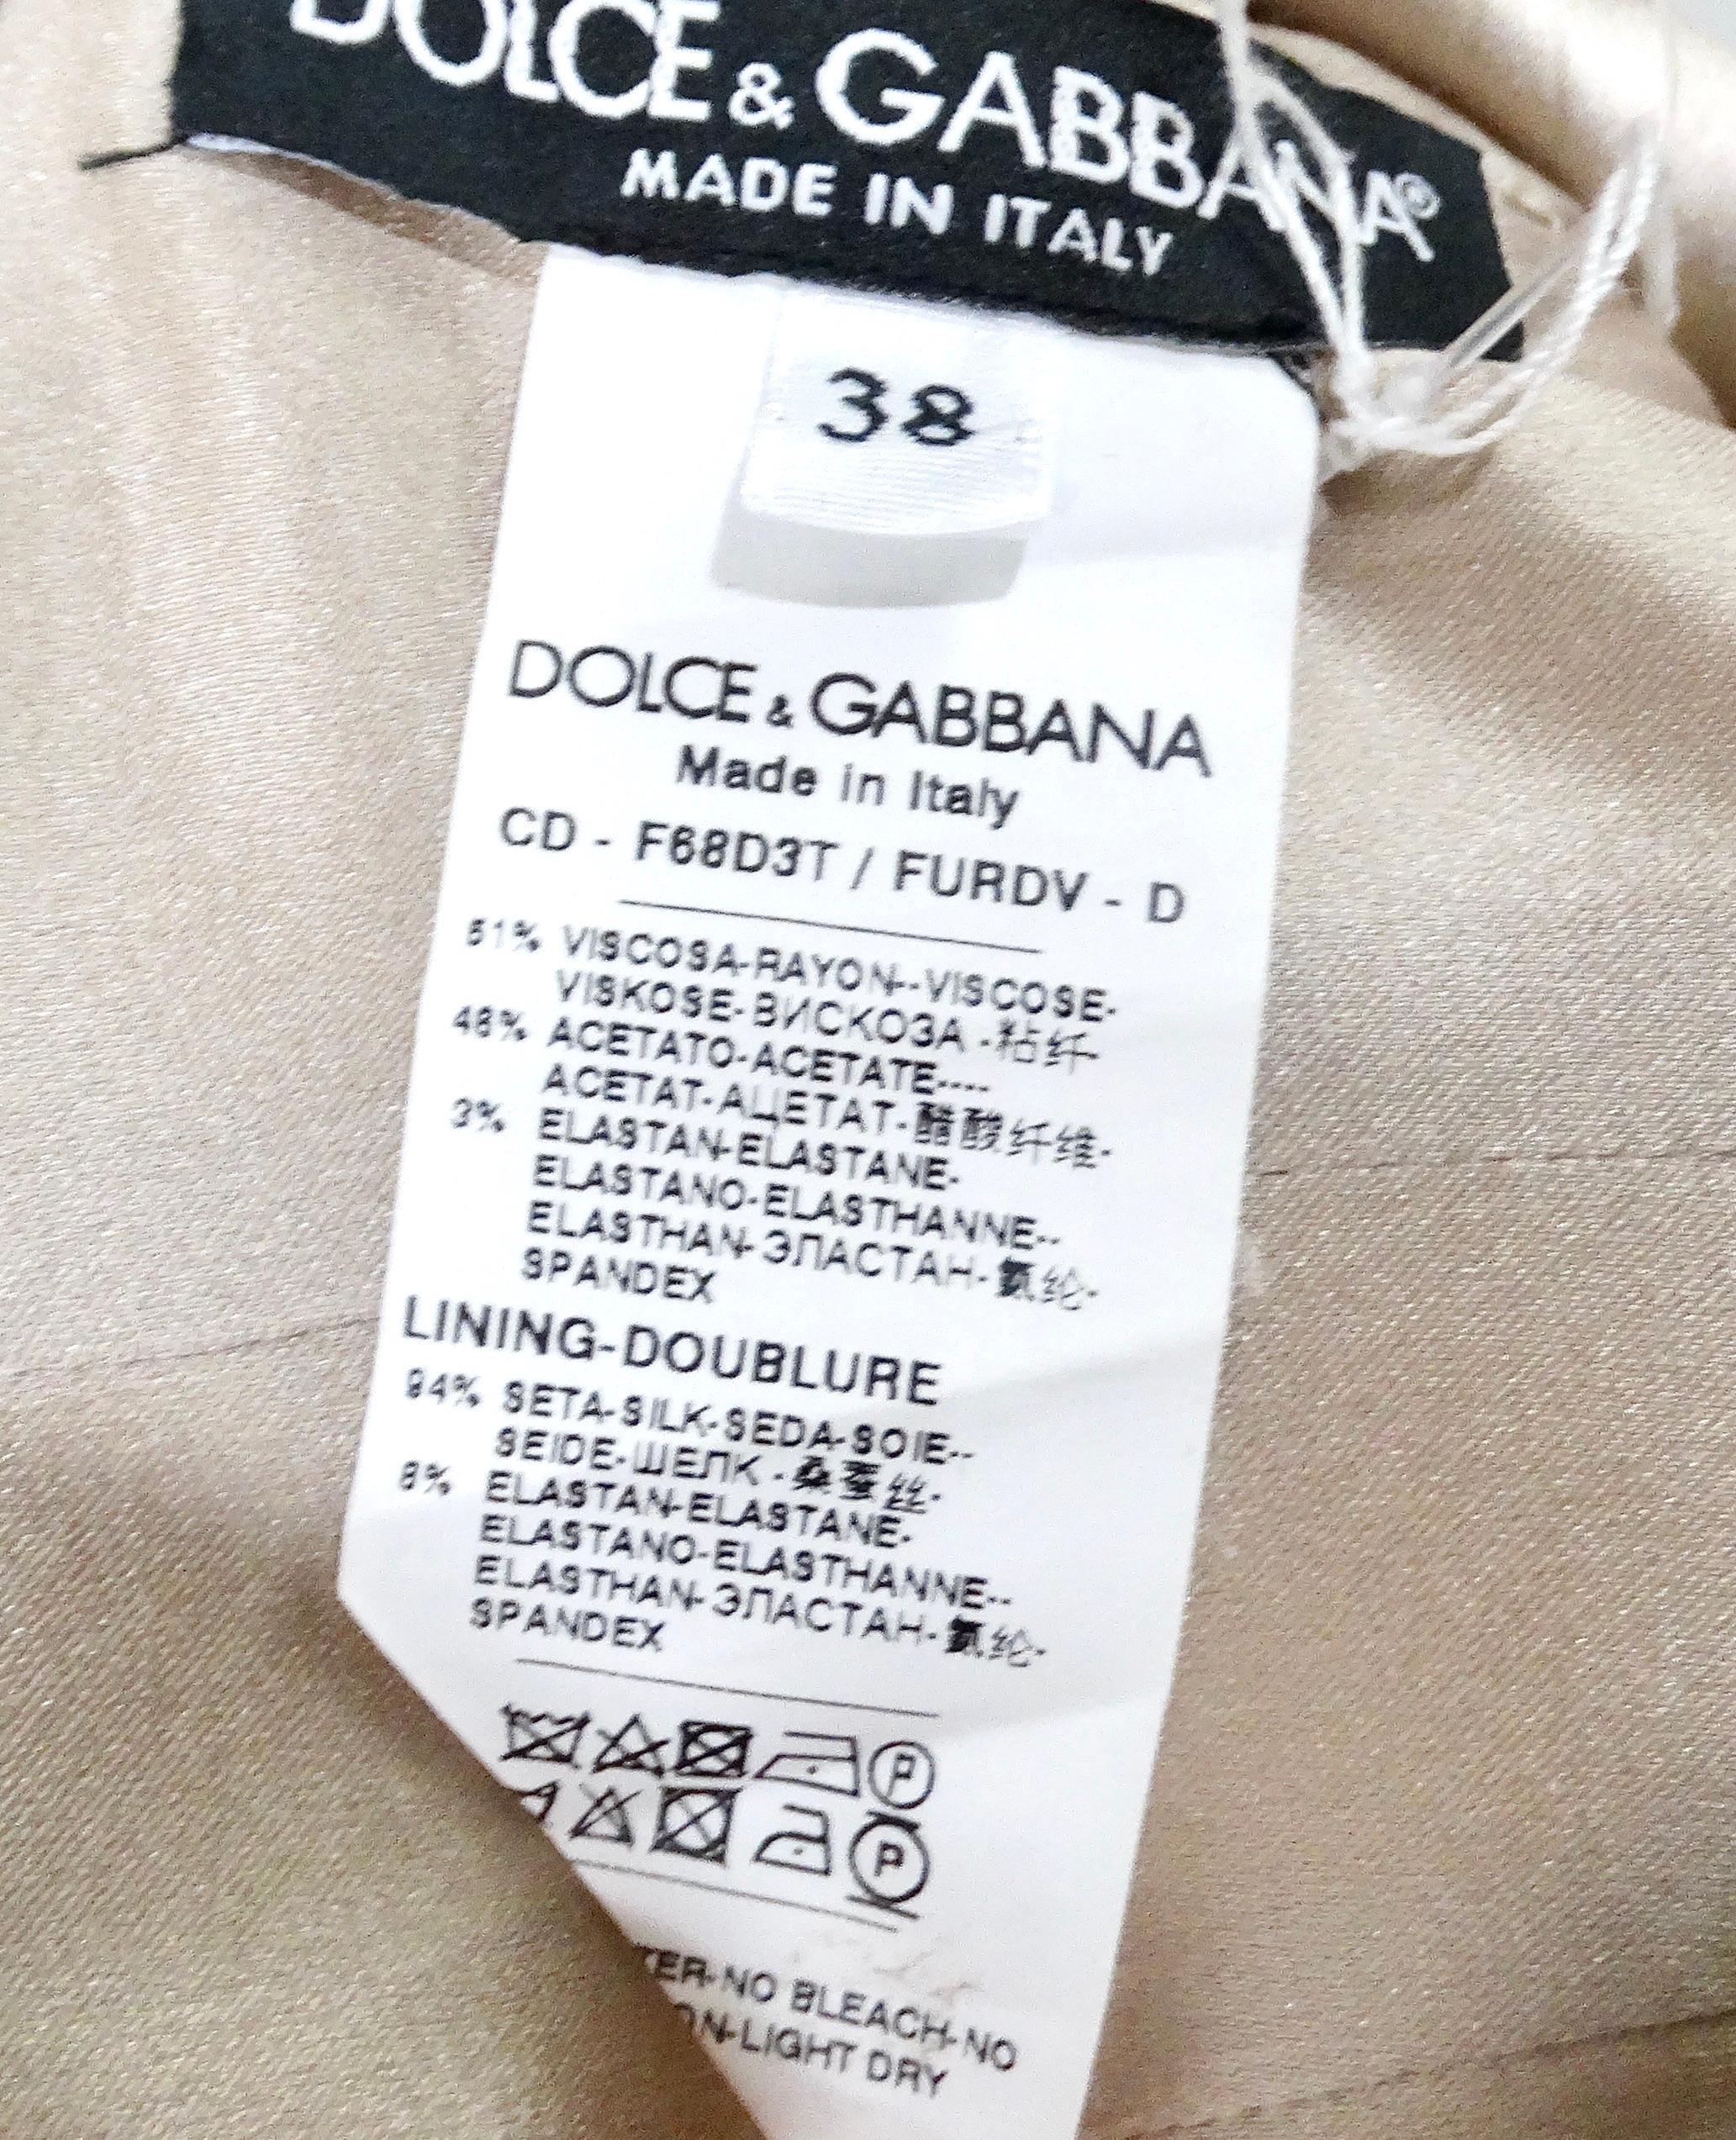 DOLCE & GABBANA®
MADE IN ITALY
38
DOLCE & GABBANA
Made in Italy
CD - F68D3T / FURDV - D
51% VISCOSA-RAYON--VISCOSE-
VISKOSE-ВИСКОЗА -粘纤-
46% ACETATO-ACETATE----
ACETAT-АЦЕТАТ-醋酸纤维-
3% ELASTAN-ELASTANE-
ELASTANO-ELASTHANNE--
ELASTHAN-ЭЛАСТАН-氨纶-
SPANDEX
LINING-DOUBLURE
94% SETA-SILK-SEDA-SOIE--
SEIDE-ШЕЛК -桑蚕丝-
6% ELASTAN-ELASTANE-
ELASTANO-ELASTHANNE--
ELASTHAN-ЭЛАСТАН-氨纶-
SPANDEX
P
P
NO BLEACH-NO
LIGHT DRY